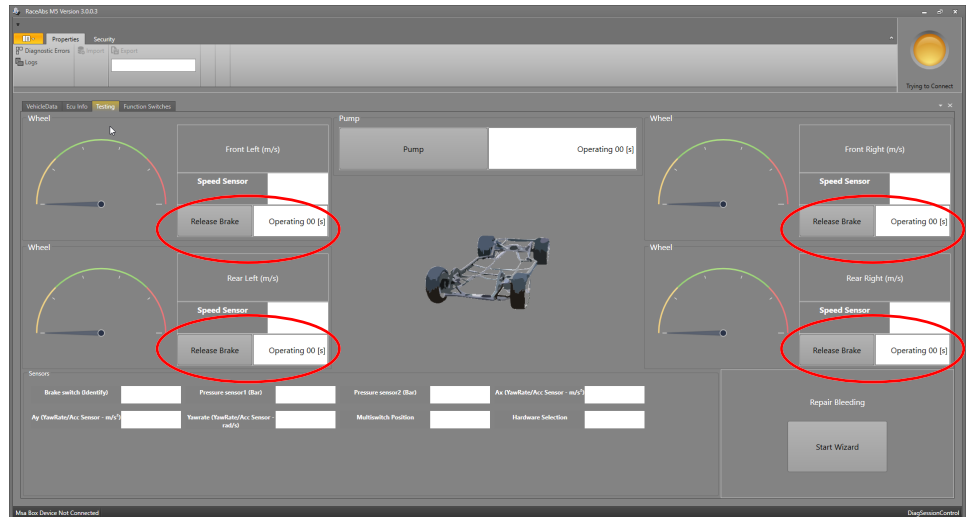 RaceAbs M5 Version 3.0.0.3
Properties Security
Diagnostic Errors Import Export
Logs
Trying to Connect
VehicleData Ecu Info Testing Function Switches
Wheel
Front Left (m/s)
Speed Sensor
Release Brake Operating 00 [s]
Pump
Pump Operating 00 [s]
Wheel
Front Right (m/s)
Speed Sensor
Release Brake Operating 00 [s]
Wheel
Rear Left (m/s)
Speed Sensor
Release Brake Operating 00 [s]
Wheel
Rear Right (m/s)
Speed Sensor
Release Brake Operating 00 [s]
Sensors
Brake switch (Identify) Pressure sensor1 (Bar) Pressure sensor2 (Bar) Ax (YawRate/Acc Sensor - m/s²)
Ay (YawRate/Acc Sensor - m/s²) Yawrate (YawRate/Acc Sensor - Multiswitch Position Hardware Selection
rad/s)
Repair Bleeding
Start Wizard
Msa Box Device Not Connected DiagSessionControl